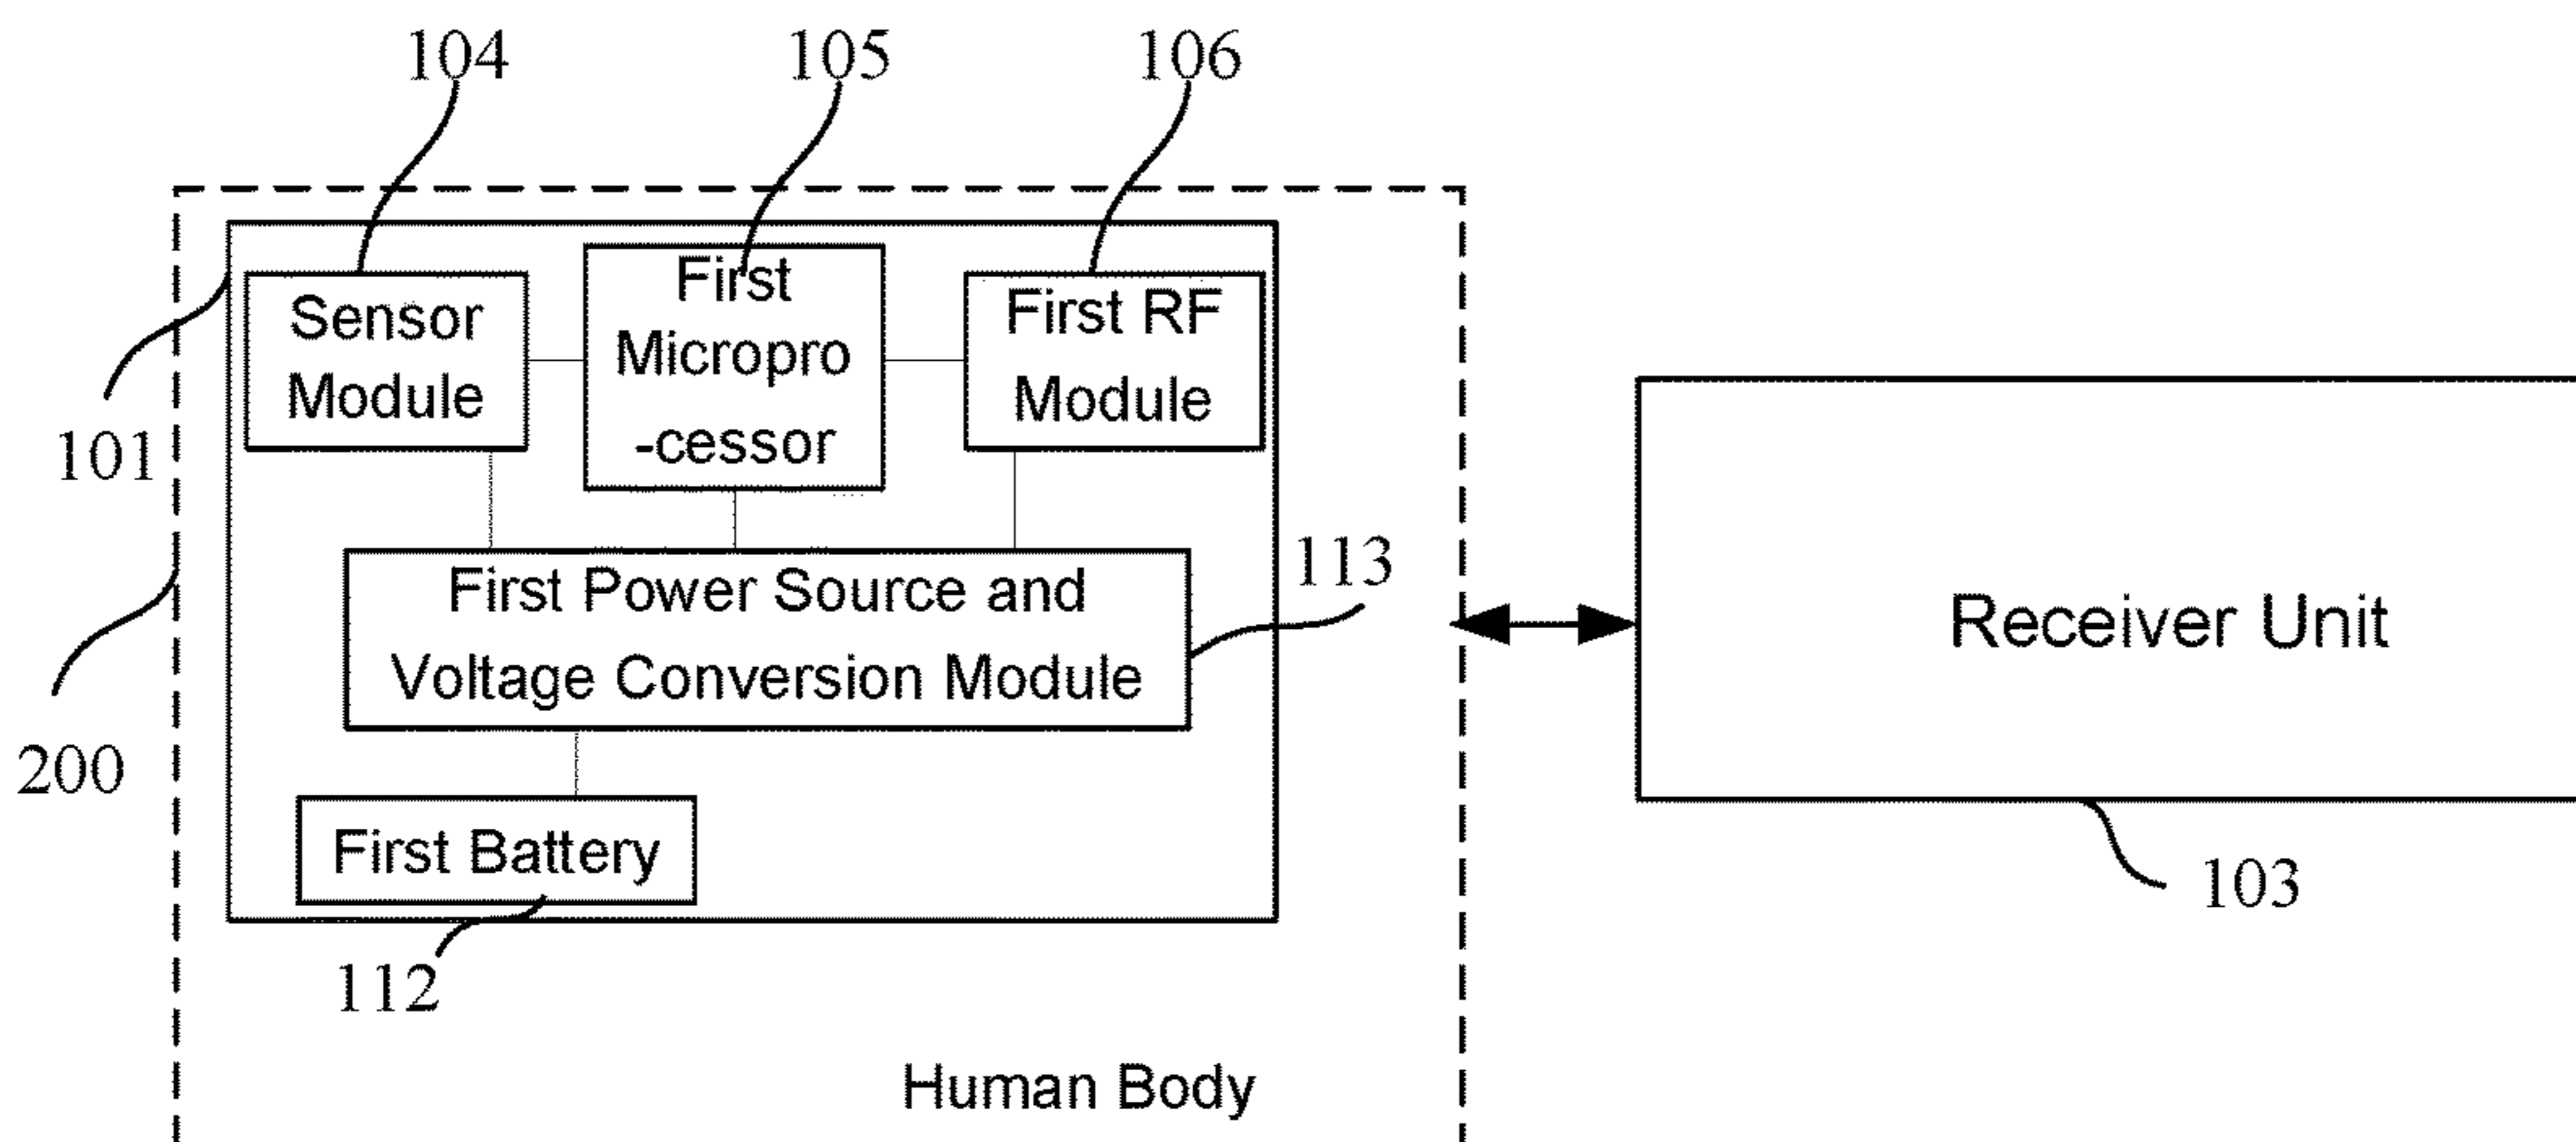 104
105
106
Sensor
Module
First
Micropro
-cessor
First RF
Module
101
First Power Source and
Voltage Conversion Module
113
Receiver Unit
200
First Battery
103
112
Human Body